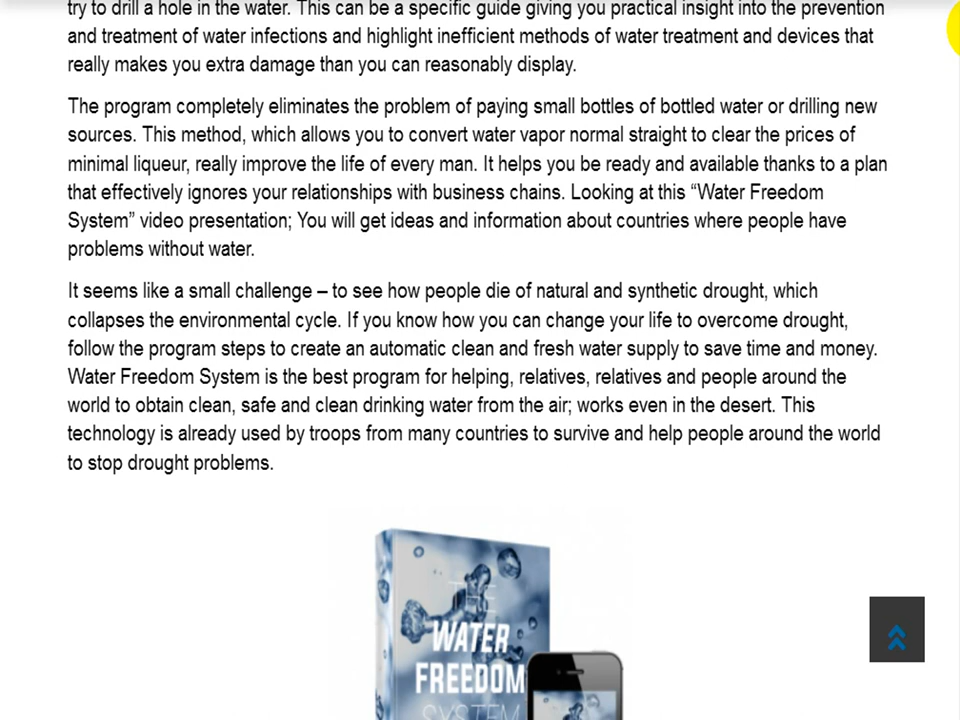 try to drill a hole in the water. This can be a specific guide giving you practical insight into the prevention
and treatment of water infections and highlight inefficient methods of water treatment and devices that
really makes you extra damage than you can reasonably display.
The program completely eliminates the problem of paying small bottles of bottled water or drilling new
sources. This method, which allows you to convert water vapor normal straight to clear the prices of
minimal liqueur, really improve the life of every man. It helps you be ready and available thanks to a plan
that effectively ignores your relationships with business chains. Looking at this “Water Freedom
System” video presentation; You will get ideas and information about countries where people have
problems without water.
It seems like a small challenge – to see how people die of natural and synthetic drought, which
collapses the environmental cycle. If you know how you can change your life to overcome drought,
follow the program steps to create an automatic clean and fresh water supply to save time and money.
Water Freedom System is the best program for helping, relatives, relatives and people around the
world to obtain clean, safe and clean drinking water from the air; works even in the desert. This
technology is already used by troops from many countries to survive and help people around the world
to stop drought problems.
THE
WATER
FREEDOM
SYSTEM